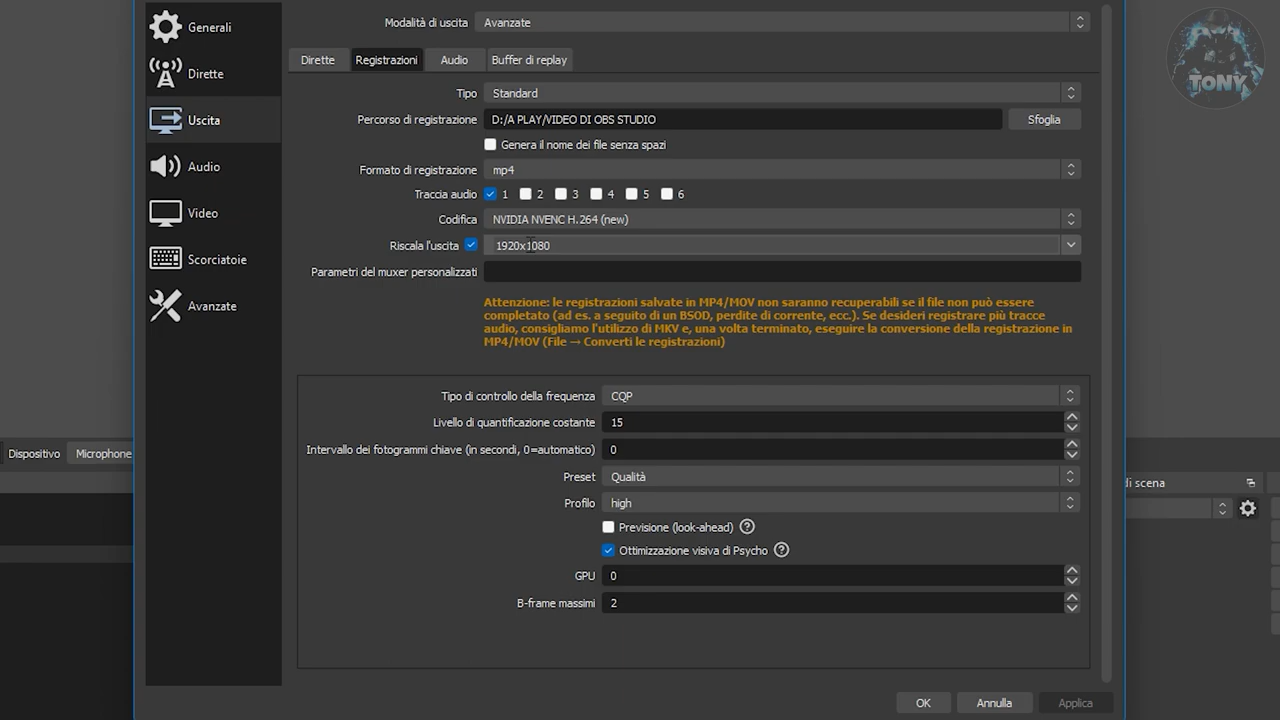 Generali
Dirette
Uscita
Audio
Video
Scorciatoie
Avanzate
Modalità di uscita Avanzate
Dirette Registrazioni Audio Buffer di replay
Tipo Standard
Percorso di registrazione D:/A PLAY/VIDEO DI OBS STUDIO Sfoglia
Genera il nome dei file senza spazi
Formato di registrazione mp4
Traccia audio 1 2 3 4 5 6
Codifica NVIDIA NVENC H.264 (new)
Riscala l'uscita 1920x1080
Parametri del muxer personalizzati
Attenzione: le registrazioni salvate in MP4/MOV non saranno recuperabili se il file non può essere
completato (ad es. a seguito di un BSOD, perdite di corrente, ecc.). Se desideri registrare più tracce
audio, consigliamo l'utilizzo di MKV e, una volta terminato, eseguire la conversione della registrazione in
MP4/MOV (File → Converti le registrazioni)
Tipo di controllo della frequenza CQP
Livello di quantificazione costante 15
Intervallo dei fotogrammi chiave (in secondi, 0=automatico) 0
Preset Qualità
Profilo high
Previsione (look-ahead) ?
Ottimizzazione visiva di Psycho ?
GPU 0
B-frame massimi 2
OK Annulla Applica
Dispositivo Microphone
di scena
TONY